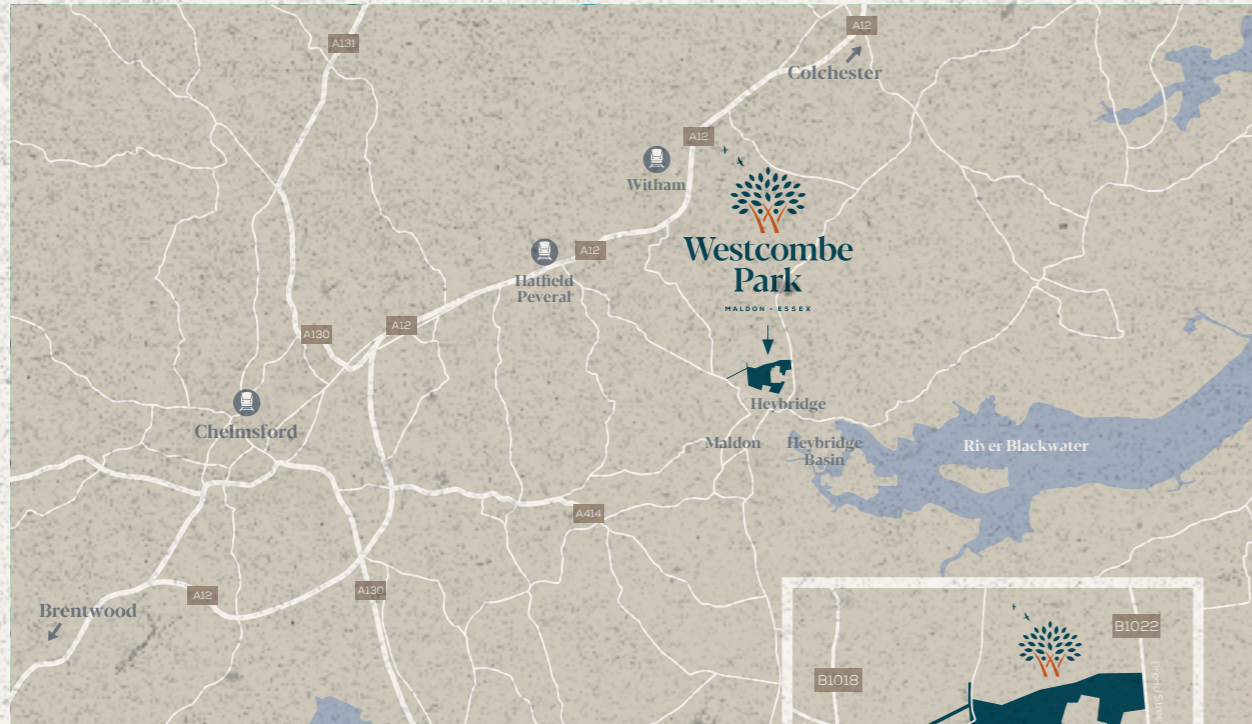 A131
A12
Colchester
A12
Witham
Westcombe
Park
MALDON • ESSEX
A12
Hatfield
Peveral
A12
A130
Heybridge
Chelmsford
Maldon
Heybridge
Basin
River Blackwater
A414
A130
A12
Brentwood
B1022
B1018